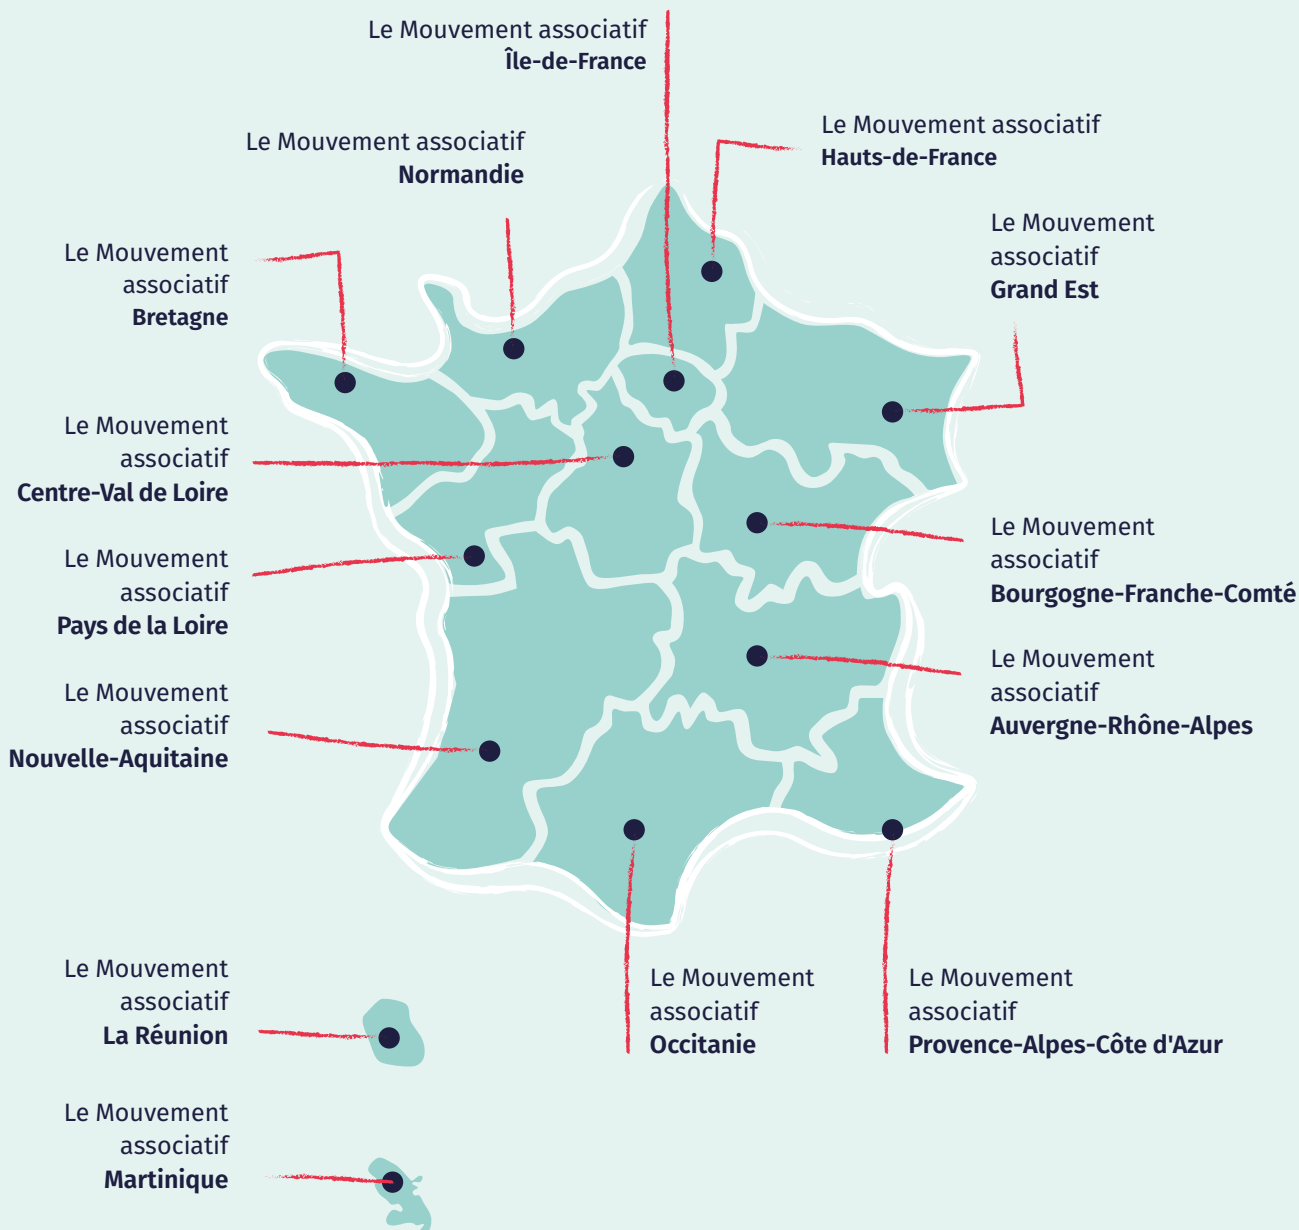 Le Mouvement associatif
Île-de-France
Le Mouvement associatif
Hauts-de-France
Le Mouvement associatif
Normandie
Le Mouvement
associatif
Grand Est
Le Mouvement
associatif
Bretagne
Le Mouvement
associatif
Centre-Val de Loire
Le Mouvement
associatif
Bourgogne-Franche-Comté
Le Mouvement
associatif
Pays de la Loire
Le Mouvement
associatif
Auvergne-Rhône-Alpes
Le Mouvement
associatif
Nouvelle-Aquitaine
Le Mouvement
associatif
La Réunion
Le Mouvement
associatif
Occitanie
Le Mouvement
associatif
Provence-Alpes-Côte d'Azur
Le Mouvement
associatif
Martinique